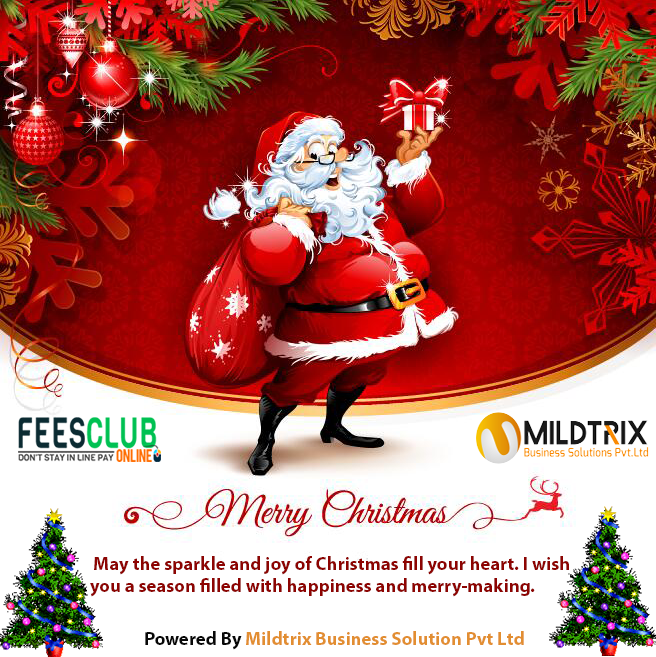 FEESCLUB
DON'T STAY IN LINE PAY ONLINE
MILDTRIX
Business Solutions Pvt.Ltd
Merry Christmas
May the sparkle and joy of Christmas fill your heart. I wish
you a season filled with happiness and merry-making.
Powered By Mildtrix Business Solution Pvt Ltd